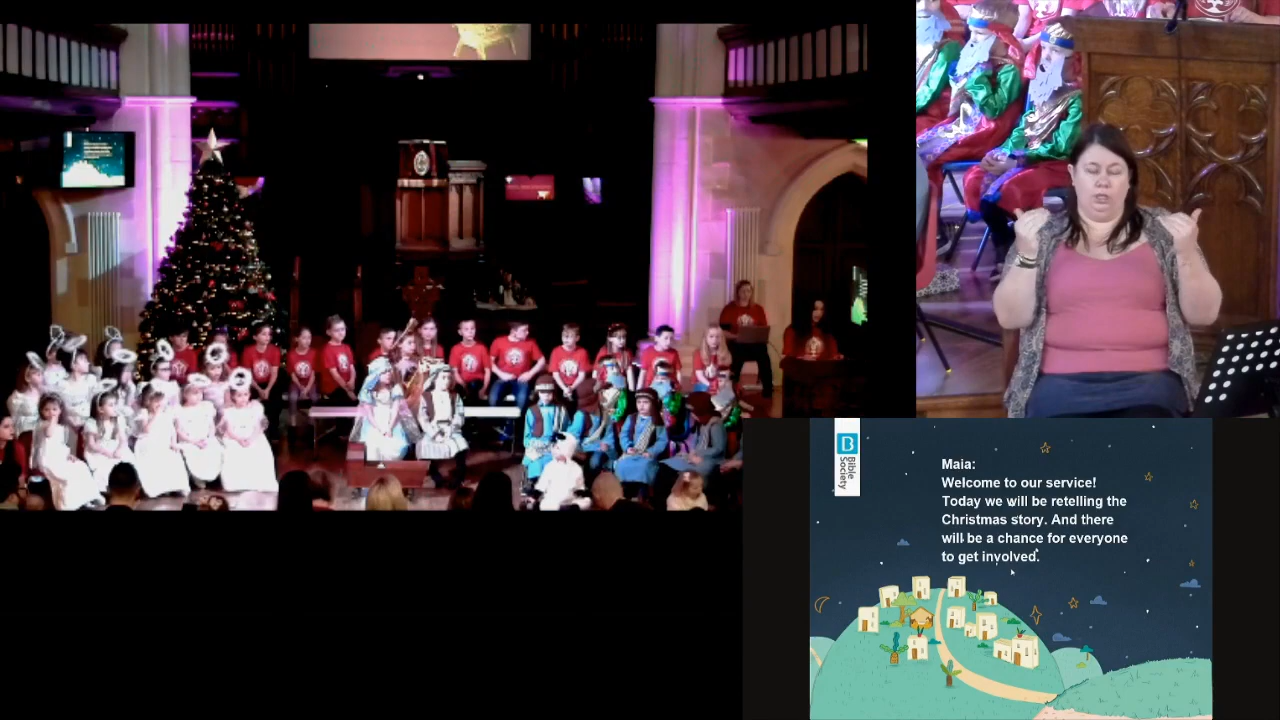 Bible
Society
Maia:
Welcome to our service!
Today we will be retelling the
Christmas story. And there
will be a chance for everyone
to get involved.